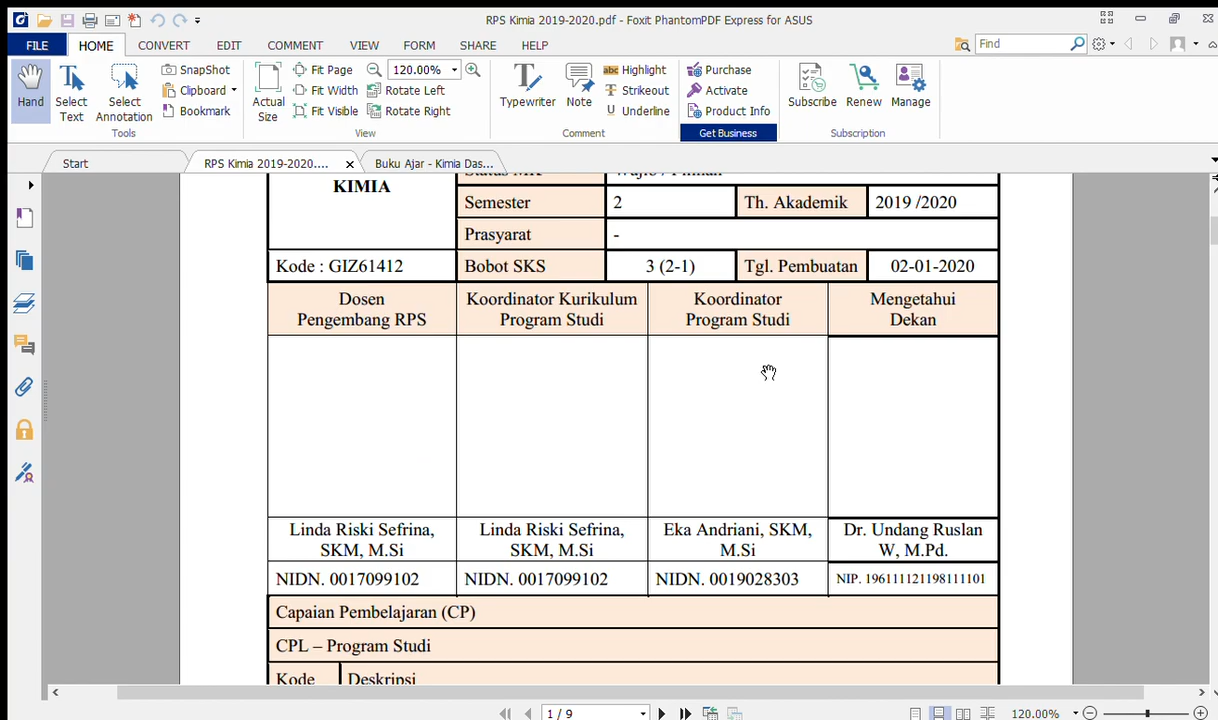 RPS Kimia 2019-2020.pdf - Foxit PhantomPDF Express for ASUS
FILE HOME CONVERT EDIT COMMENT VIEW FORM SHARE HELP Find
Hand
Select Text
Select Annotation
SnapShot
Clipboard
Bookmark
Tools
Actual Size
Fit Page
Fit Width
Fit Visible
120.00%
Rotate Left
Rotate Right
View
Typewriter
Note
abc Highlight
Strikeout
Underline
Comment
Purchase
Activate
Product Info
Get Business
Subscribe
Renew
Manage
Subscription
Start RPS Kimia 2019-2020.... Buku Ajar - Kimia Das...
KIMIA
Semester 2 Th. Akademik 2019 /2020
Prasyarat -
Kode : GIZ61412 Bobot SKS 3 (2-1) Tgl. Pembuatan 02-01-2020
Dosen Koordinator Kurikulum Koordinator Mengetahui
Pengembang RPS Program Studi Program Studi Dekan
Linda Riski Sefrina, Linda Riski Sefrina, Eka Andriani, SKM, Dr. Undang Ruslan
SKM, M.Si SKM, M.Si M.Si W, M.Pd.
NIDN. 0017099102 NIDN. 0017099102 NIDN. 0019028303 NIP. 196111121198111101
Capaian Pembelajaran (CP)
CPL – Program Studi
Kode Deskripsi
1 / 9 120.00%